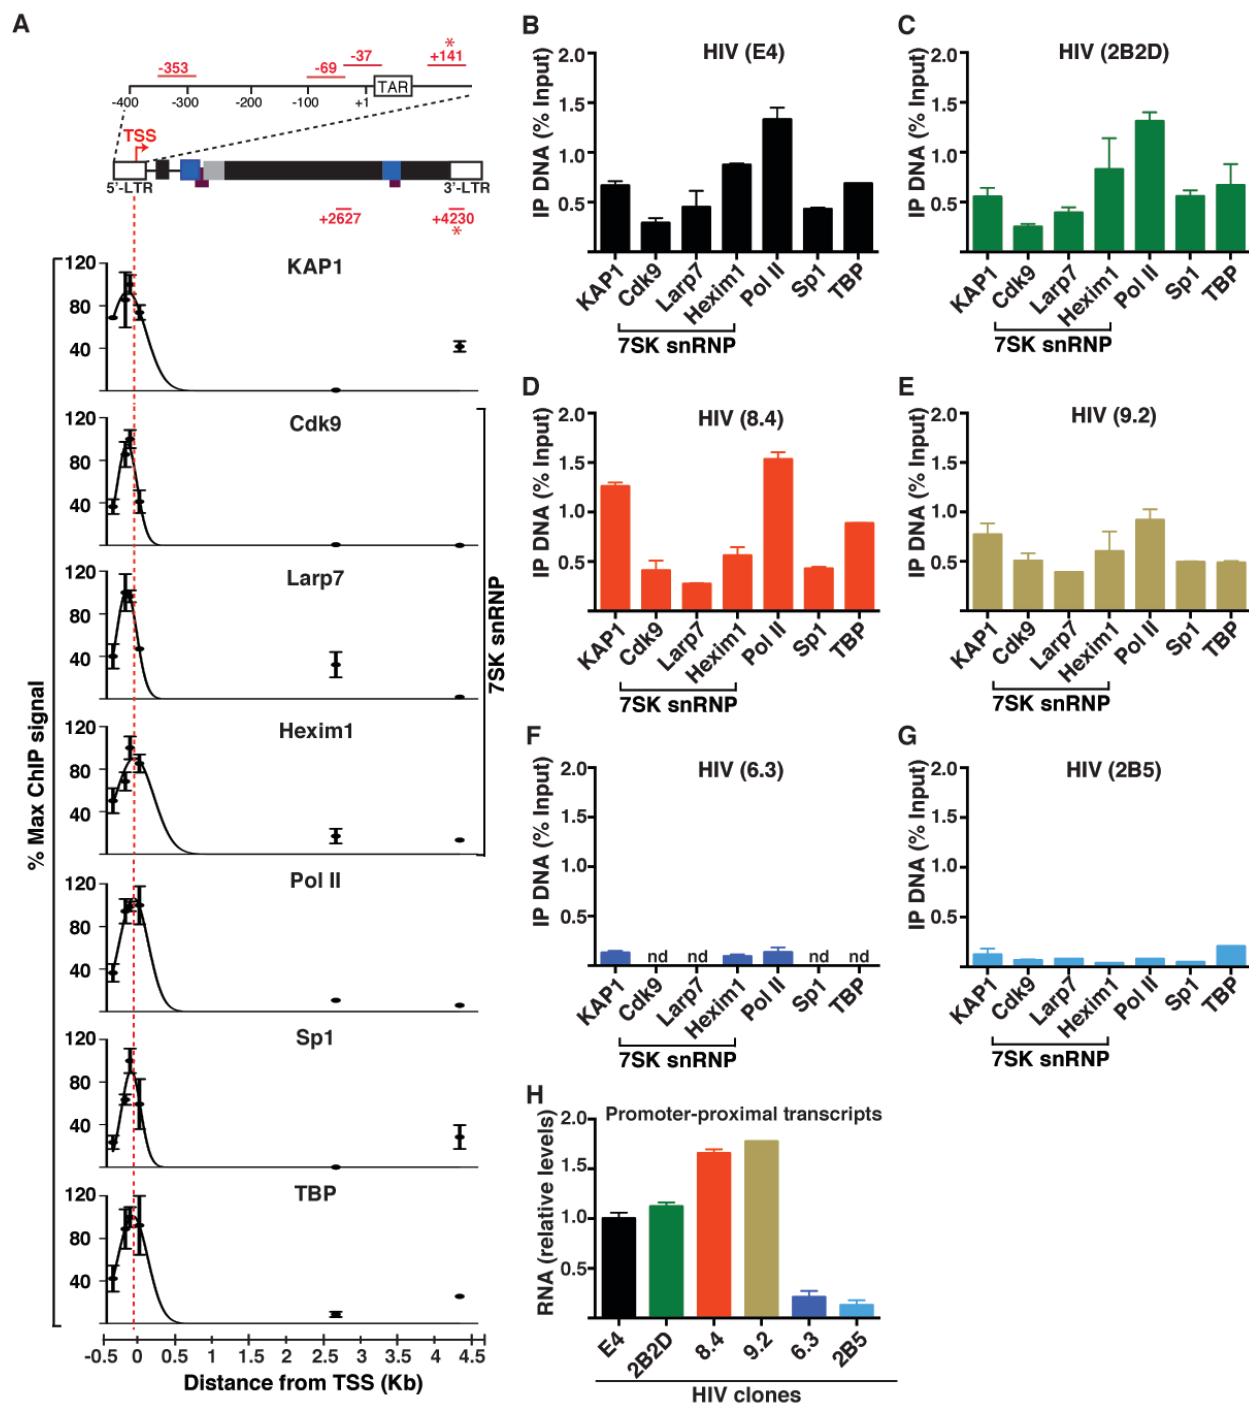 A
-353
-69
-37
*
+141
TAR
-400
-300
-200
-100
+1
TSS
5'-LTR
3'-LTR
+2627
+4230
*
% Max ChIP signal
120
80
40
KAP1
120
80
40
Cdk9
120
80
40
Larp7
120
80
40
Hexim1
7SK snRNP
120
80
40
Pol II
120
80
40
Sp1
120
80
40
TBP
-0.5 0 0.5 1 1.5 2 2.5 3 3.5 4 4.5
Distance from TSS (Kb)
B
HIV (E4)
IP DNA (% Input)
2.0
1.5
1.0
0.5
KAP1 Cdk9 Larp7 Hexim1 Pol II Sp1 TBP
7SK snRNP
C
HIV (2B2D)
IP DNA (% Input)
2.0
1.5
1.0
0.5
KAP1 Cdk9 Larp7 Hexim1 Pol II Sp1 TBP
7SK snRNP
D
HIV (8.4)
IP DNA (% Input)
2.0
1.5
1.0
0.5
KAP1 Cdk9 Larp7 Hexim1 Pol II Sp1 TBP
7SK snRNP
E
HIV (9.2)
IP DNA (% Input)
2.0
1.5
1.0
0.5
KAP1 Cdk9 Larp7 Hexim1 Pol II Sp1 TBP
7SK snRNP
F
HIV (6.3)
IP DNA (% Input)
2.0
1.5
1.0
0.5
nd nd nd nd
KAP1 Cdk9 Larp7 Hexim1 Pol II Sp1 TBP
7SK snRNP
G
HIV (2B5)
IP DNA (% Input)
2.0
1.5
1.0
0.5
KAP1 Cdk9 Larp7 Hexim1 Pol II Sp1 TBP
7SK snRNP
H
Promoter-proximal transcripts
RNA (relative levels)
2.0
1.5
1.0
0.5
E4 2B2D 8.4 9.2 6.3 2B5
HIV clones